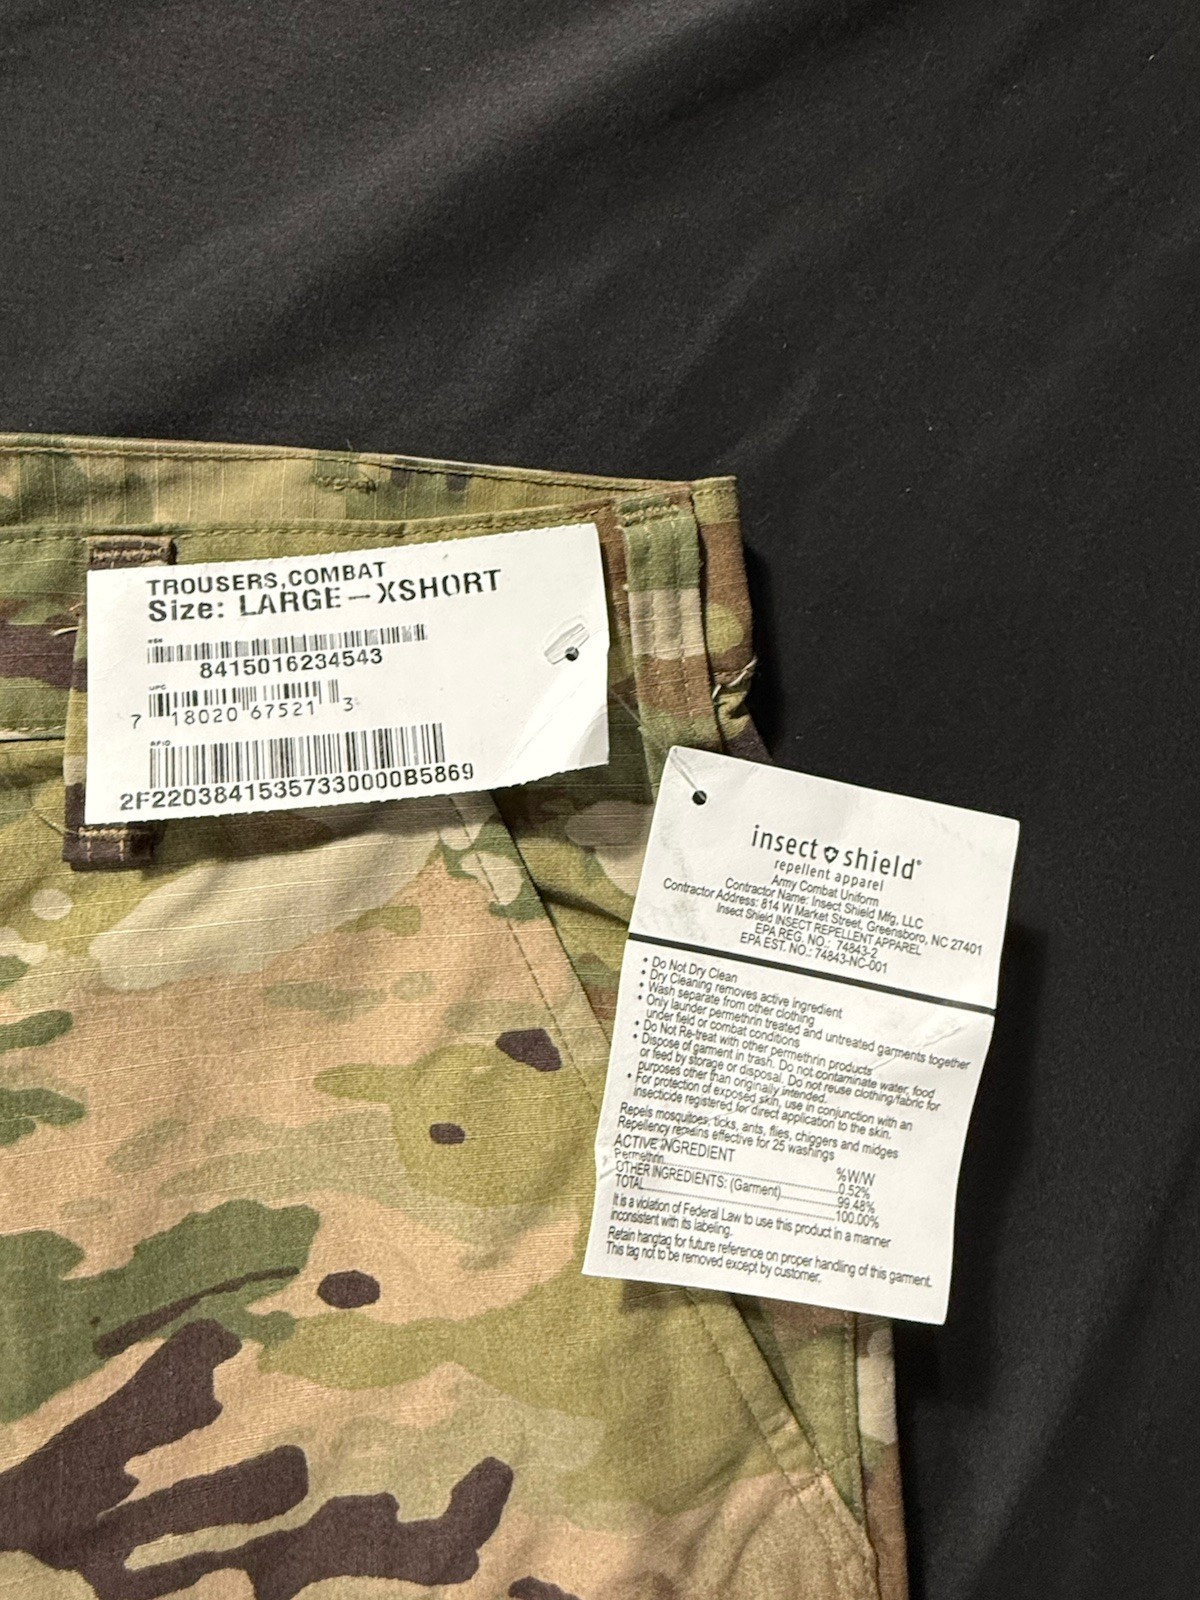 TROUSERS,COMBAT
Size: LARGE-XSHORT
NSN
8415016234543
UPC
7 18020 67521 3
RFID
2F22038415357330000B5869
insect shield®
repellent apparel
Army Combat Uniform
Contractor Name: Insect Shield Mfg, LLC
Contractor Address: 814 W Market Street, Greensboro, NC 27401
Insect Shield INSECT REPELLENT APPAREL
EPA REG. NO.: 74843-2
EPA EST. NO.: 74843-NC-001
• Do Not Dry Clean
• Dry Cleaning removes active ingredient
• Wash separate from other clothing
• Only launder permethrin treated and untreated garments together
under field or combat conditions
• Do Not Re-treat with other permethrin products
• Dispose of garment in trash. Do not contaminate water, food
or feed by storage or disposal. Do not reuse clothing/fabric for
purposes other than originally intended.
• For protection of exposed skin, use in conjunction with an
insecticide registered for direct application to the skin.
Repels mosquitoes, ticks, ants, flies, chiggers and midges
Repellency remains effective for 25 washings
ACTIVE INGREDIENT %W/W
Permethrin 0.52%
OTHER INGREDIENTS: (Garment) 99.48%
TOTAL 100.00%
It is a violation of Federal Law to use this product in a manner
inconsistent with its labeling.
Retain hangtag for future reference on proper handling of this garment.
This tag not to be removed except by customer.